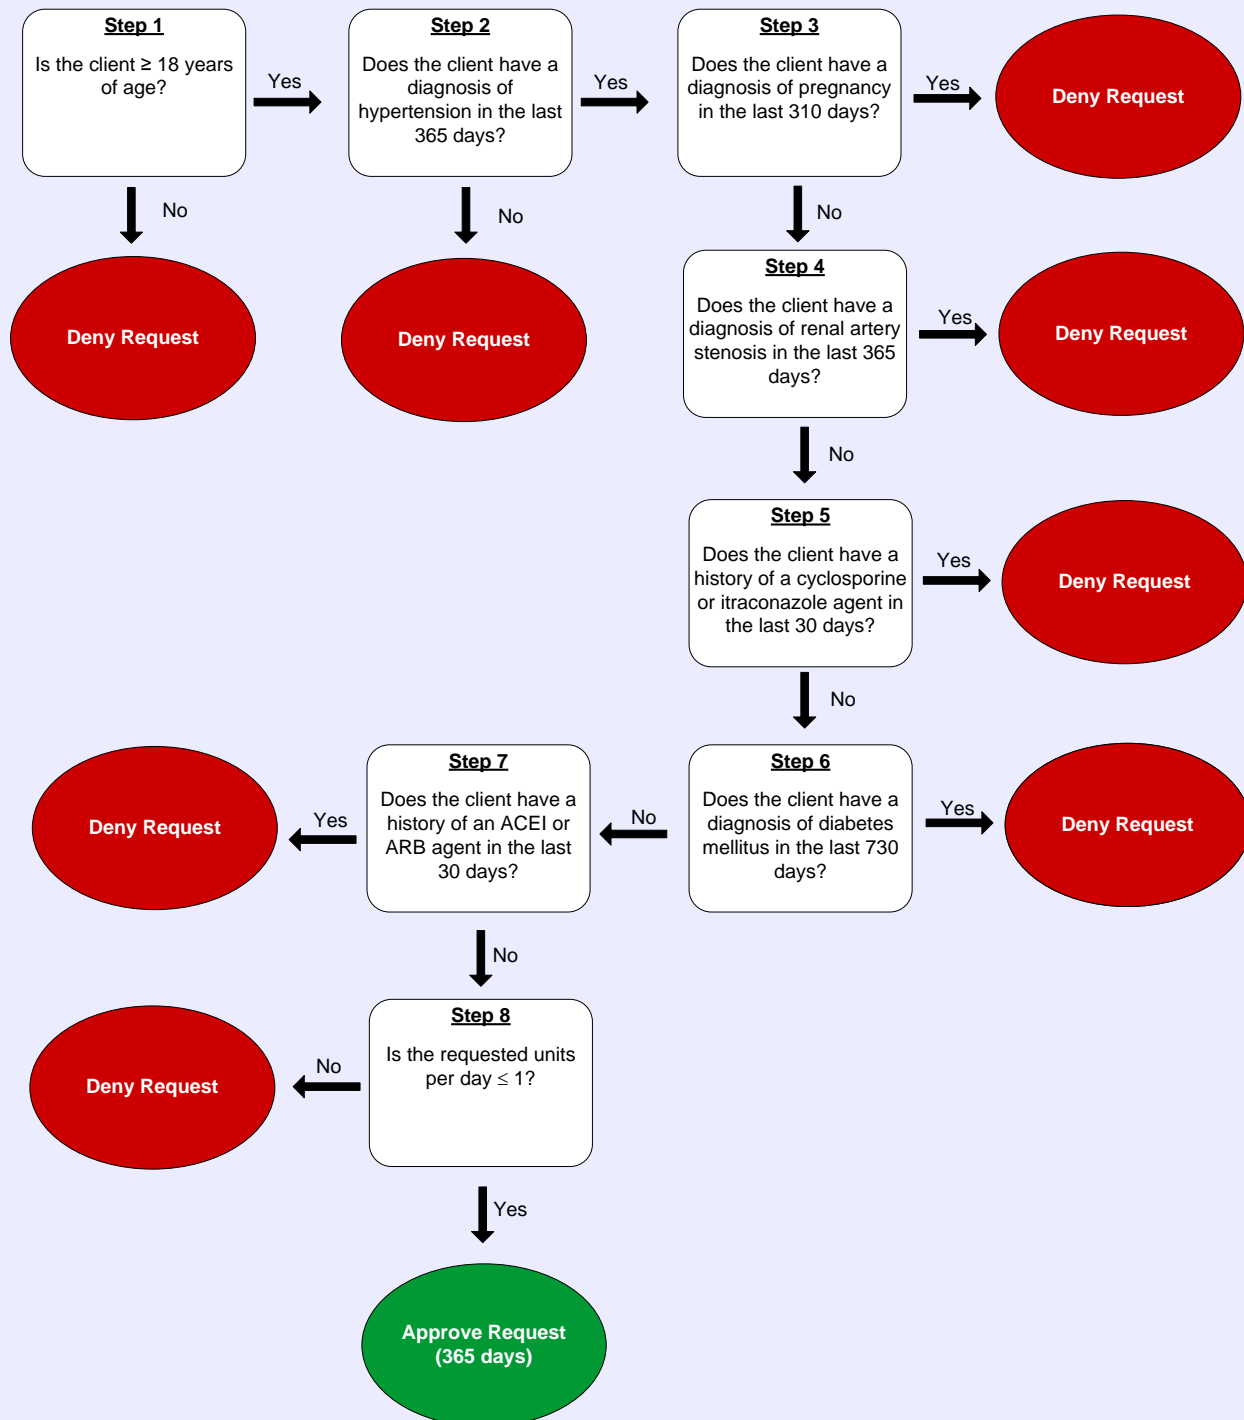 Step 1
Is the client ≥ 18 years
of age?
Yes
No
Deny Request
Step 2
Does the client have a
diagnosis of
hypertension in the last
365 days?
Yes
No
Deny Request
Step 3
Does the client have a
diagnosis of pregnancy
in the last 310 days?
Yes
Deny Request
No
Step 4
Does the client have a
diagnosis of renal artery
stenosis in the last 365
days?
Yes
Deny Request
No
Step 5
Does the client have a
history of a cyclosporine
or itraconazole agent in
the last 30 days?
Yes
Deny Request
No
Step 6
Does the client have a
diagnosis of diabetes
mellitus in the last 730
days?
Yes
Deny Request
No
Step 7
Does the client have a
history of an ACEI or
ARB agent in the last
30 days?
Yes
Deny Request
No
Step 8
Is the requested units
per day ≤ 1?
No
Deny Request
Yes
Approve Request
(365 days)